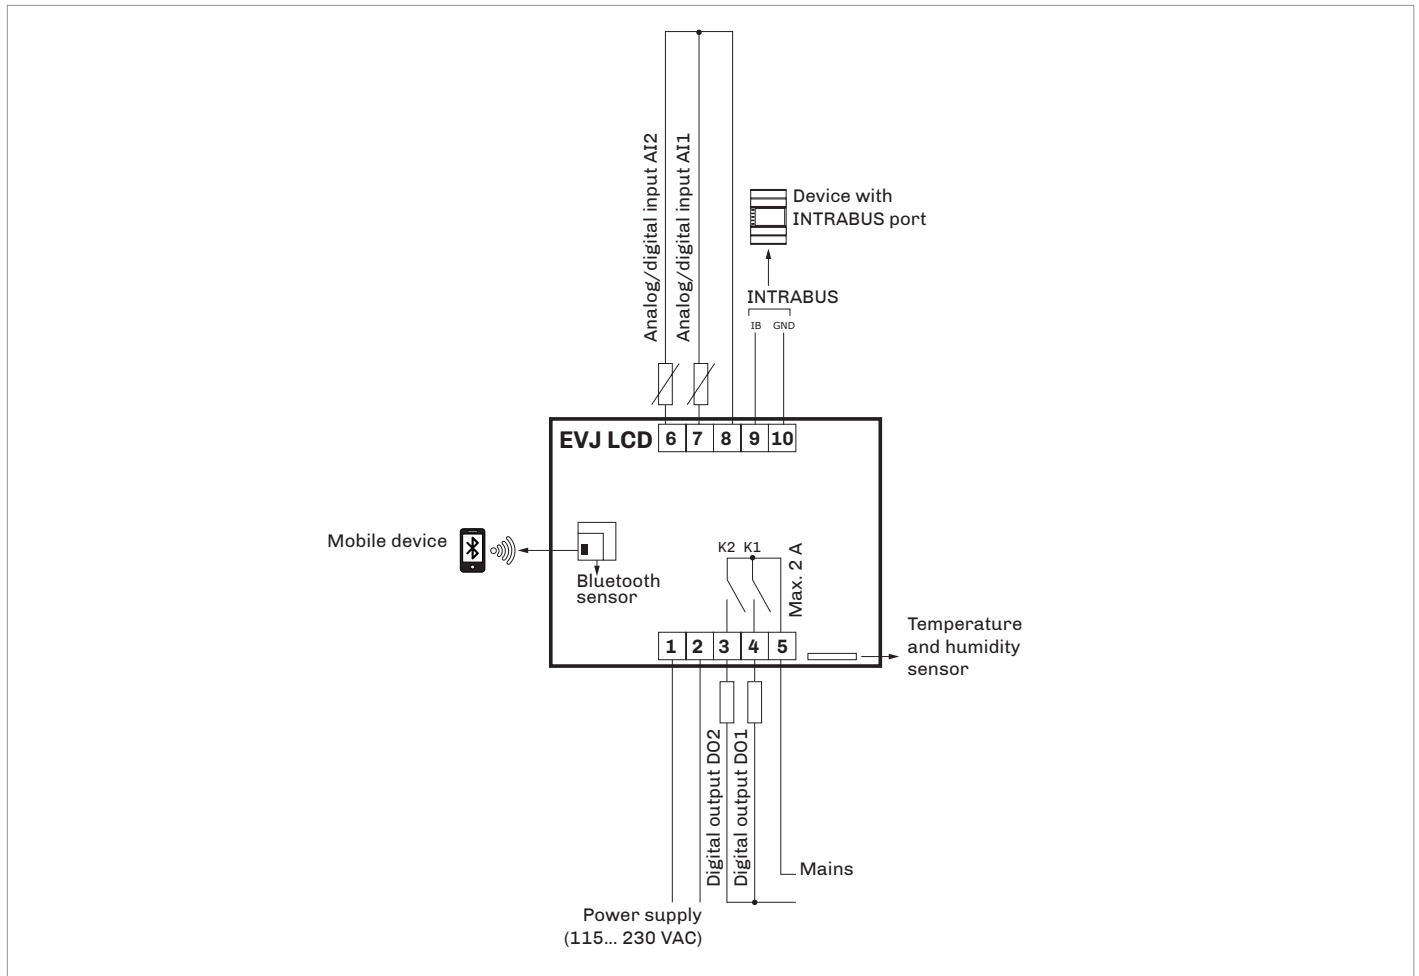 Analog/digital input AI2
Analog/digital input AI1
Device with
INTRABUS port
INTRABUS
IB GND
EVJ LCD 6 7 8 9 10
Mobile device
Bluetooth
sensor
K2 K1
Max. 2 A
1 2 3 4 5
Temperature
and humidity
sensor
Digital output DO2
Digital output DO1
Mains
Power supply
(115... 230 VAC)